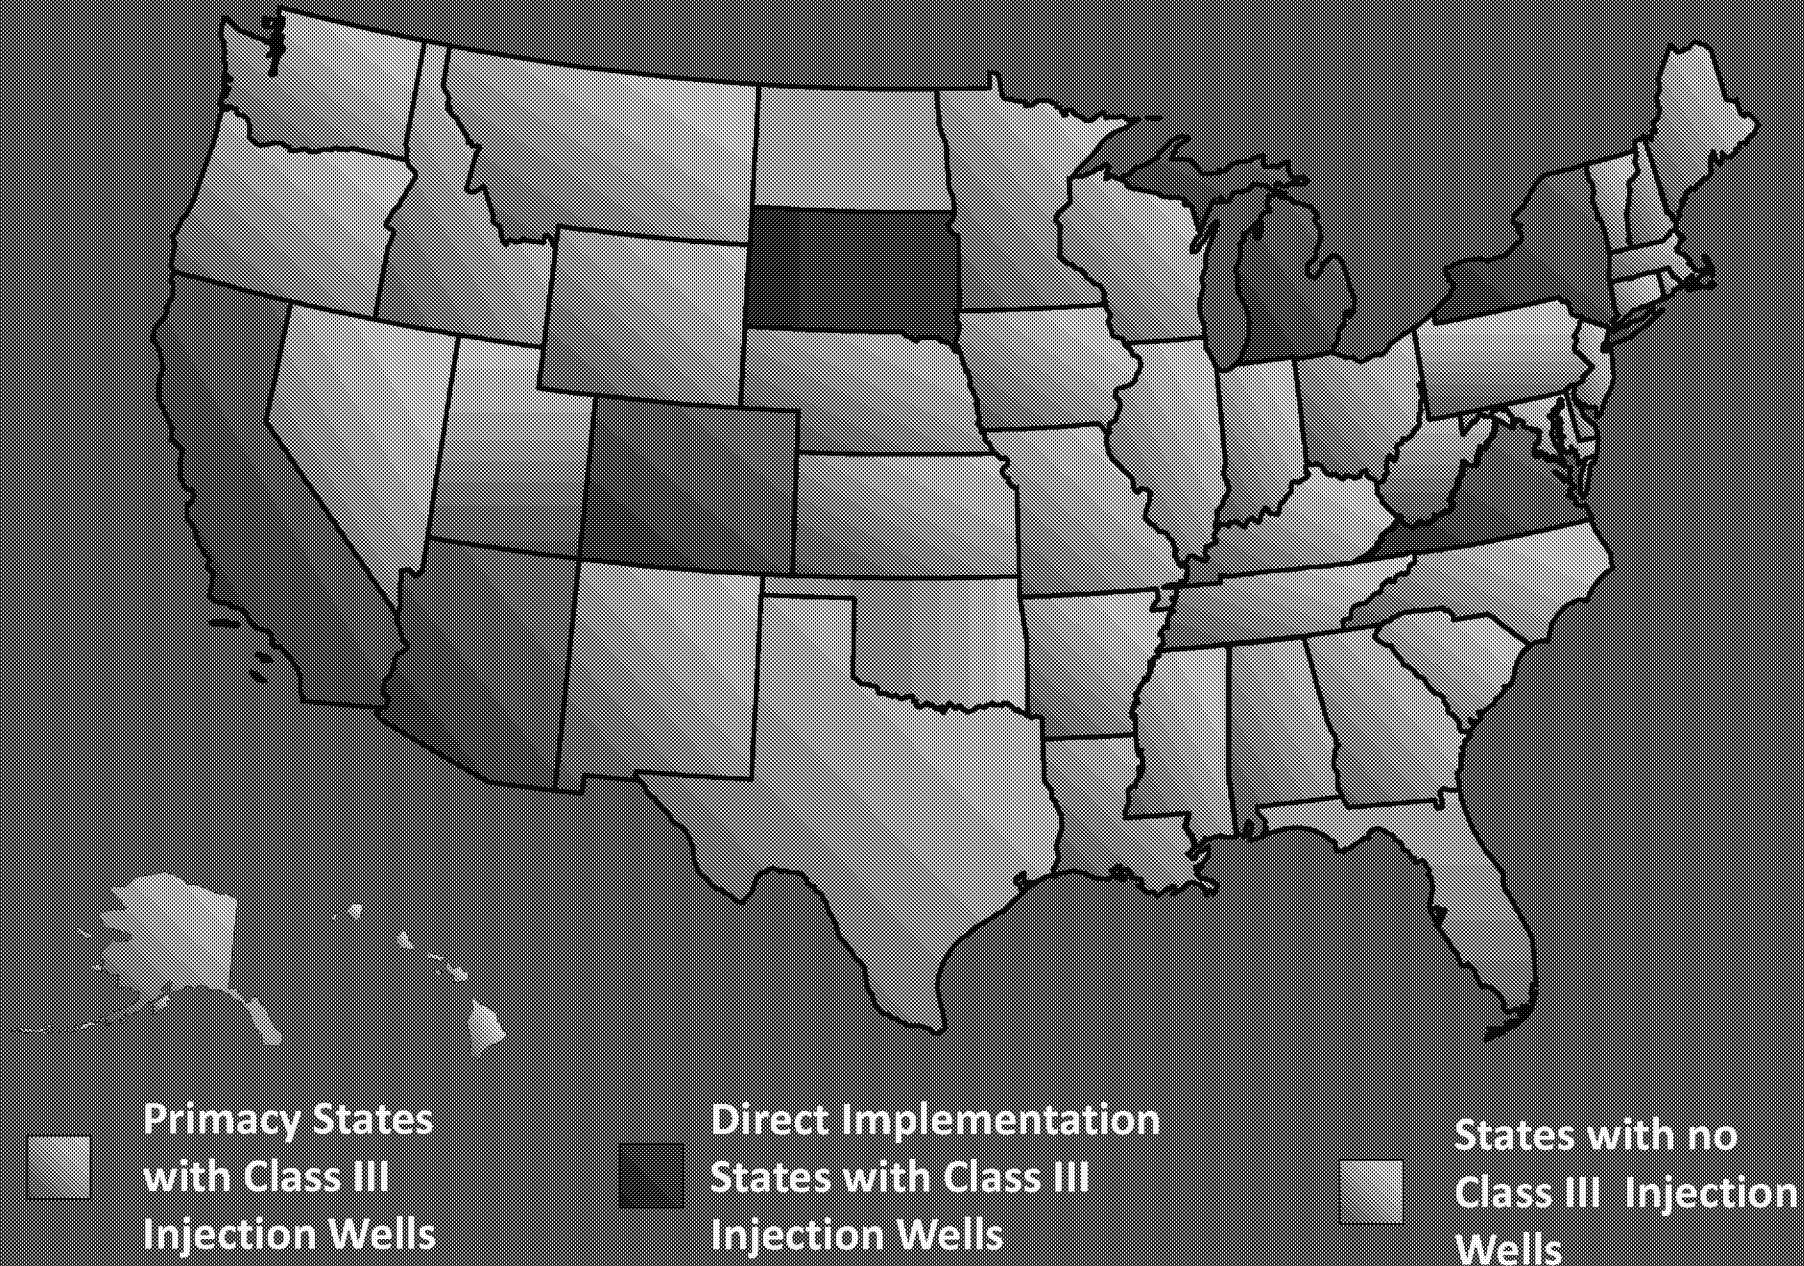 Primacy States
with Class III
Injection Wells
Direct Implementation
States with Class III
Injection Wells
States with no
Class III Injection
Wells